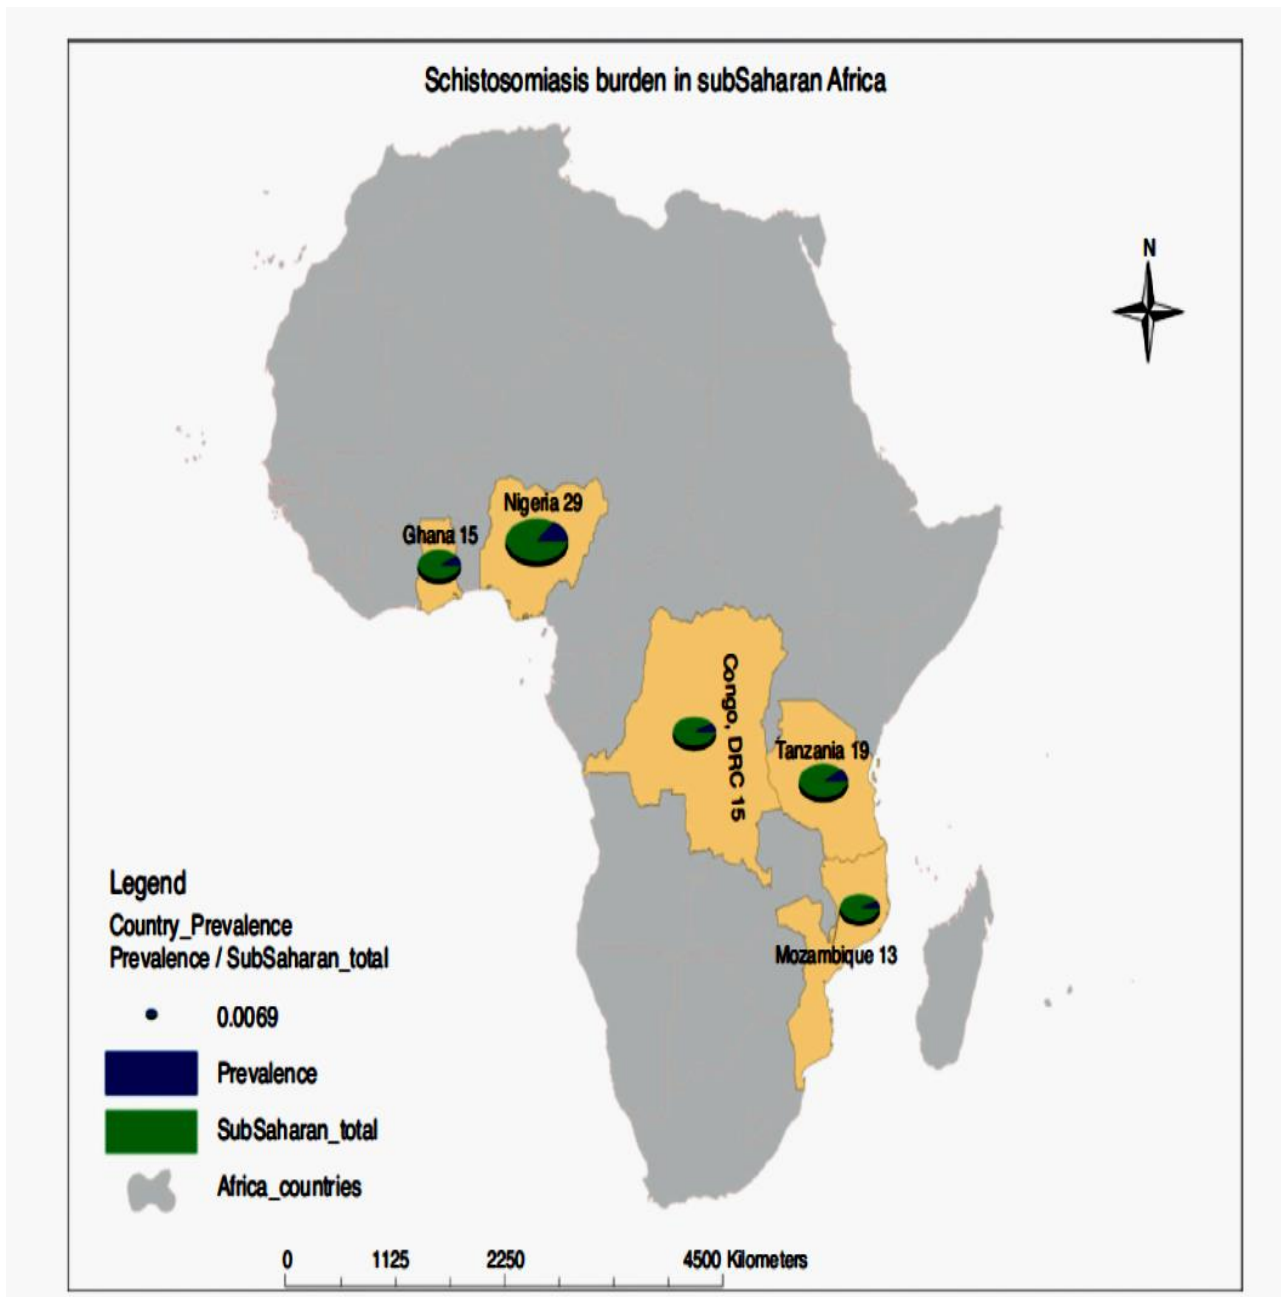 Schistosomiasis burden in subSaharan Africa
N
Nigeria 29
Ghana 15
Congo, DRC 15
Tanzania 19
Mozambique 13
Legend
Country_Prevalence
Prevalence / SubSaharan_total
0.0069
Prevalence
SubSaharan_total
Africa_countries
0 1125 2250 4500 Kilometers